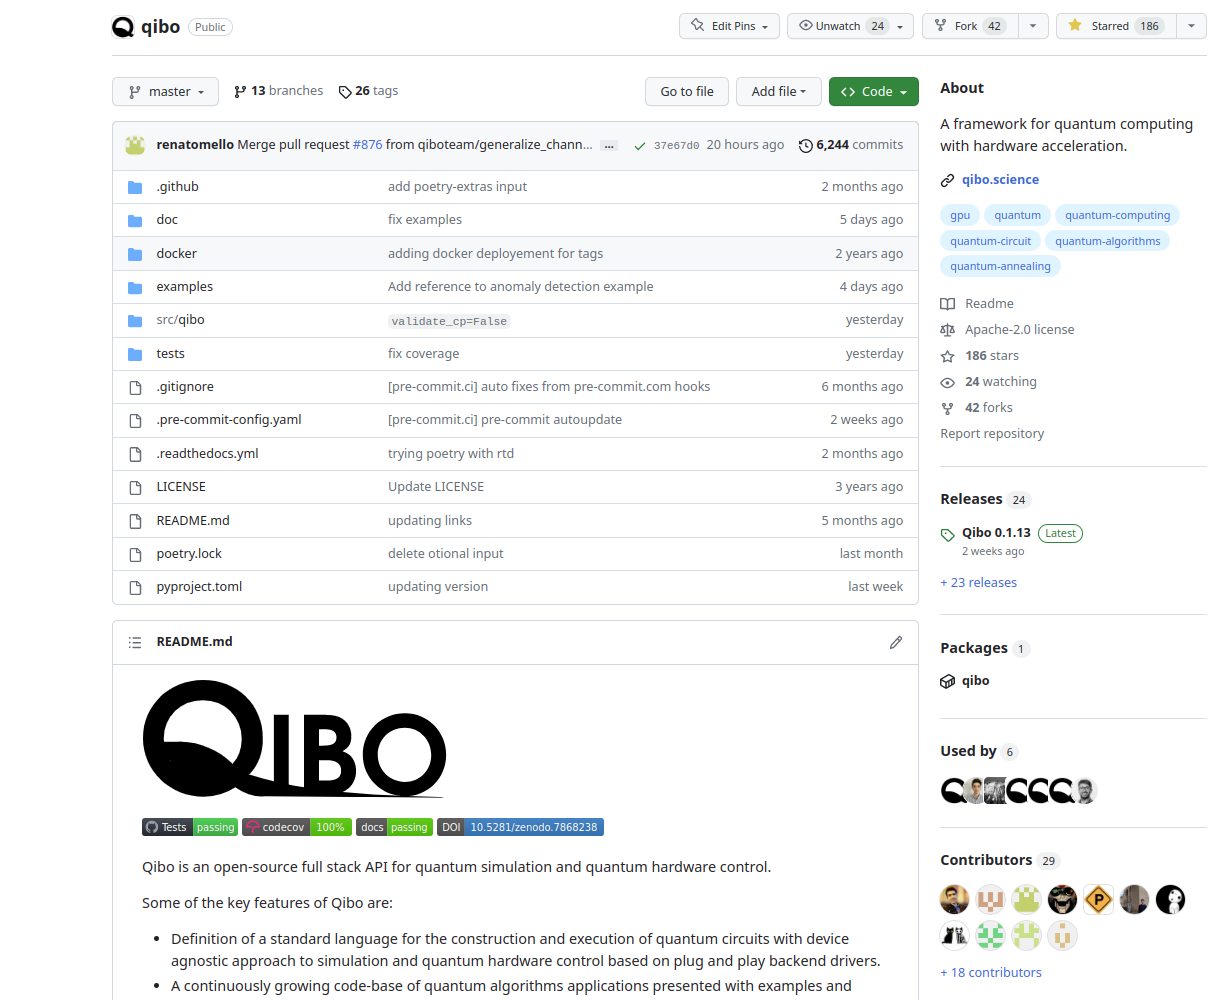 qibo Public Edit Pins Unwatch 24 Fork 42 Starred 186
master 13 branches 26 tags Go to file Add file <> Code
renatomello Merge pull request #876 from qiboteam/generalize_chann... ... 37e67d0 20 hours ago 6,244 commits
.github add poetry-extras input 2 months ago
doc fix examples 5 days ago
docker adding docker deployement for tags 2 years ago
examples Add reference to anomaly detection example 4 days ago
src/qibo validate_cp=False yesterday
tests fix coverage yesterday
.gitignore [pre-commit.ci] auto fixes from pre-commit.com hooks 6 months ago
.pre-commit-config.yaml [pre-commit.ci] pre-commit autoupdate 2 weeks ago
.readthedocs.yml trying poetry with rtd 2 months ago
LICENSE Update LICENSE 3 years ago
README.md updating links 5 months ago
poetry.lock delete otional input last month
pyproject.toml updating version last week
README.md
QIBO
Tests passing codecov 100% docs passing DOI 10.5281/zenodo.7868238
Qibo is an open-source full stack API for quantum simulation and quantum hardware control.
Some of the key features of Qibo are:
• Definition of a standard language for the construction and execution of quantum circuits with device
agnostic approach to simulation and quantum hardware control based on plug and play backend drivers.
• A continuously growing code-base of quantum algorithms applications presented with examples and
About
A framework for quantum computing
with hardware acceleration.
qibo.science
gpu quantum quantum-computing
quantum-circuit quantum-algorithms
quantum-annealing
Readme
Apache-2.0 license
186 stars
24 watching
42 forks
Report repository
Releases 24
Qibo 0.1.13 Latest
2 weeks ago
+ 23 releases
Packages 1
qibo
Used by 6
Contributors 29
P
+ 18 contributors